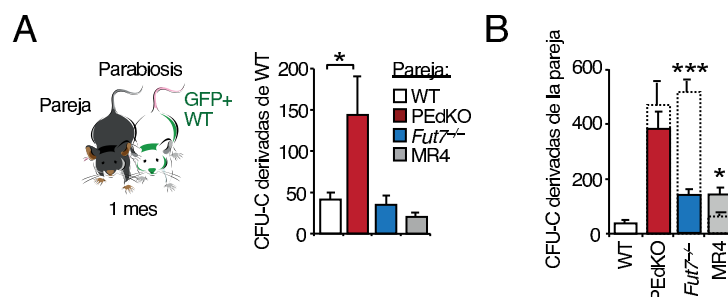 A
Parabiosis
Pareja
GFP+
WT
1 mes
CFU-C derivadas de WT
200
150
100
50
0
*
Pareja:
WT
PEdKO
Fut7–/–
MR4
B
CFU-C derivadas de la pareja
600
400
200
0
***
*
WT
PEdKO
Fut7–/–
MR4